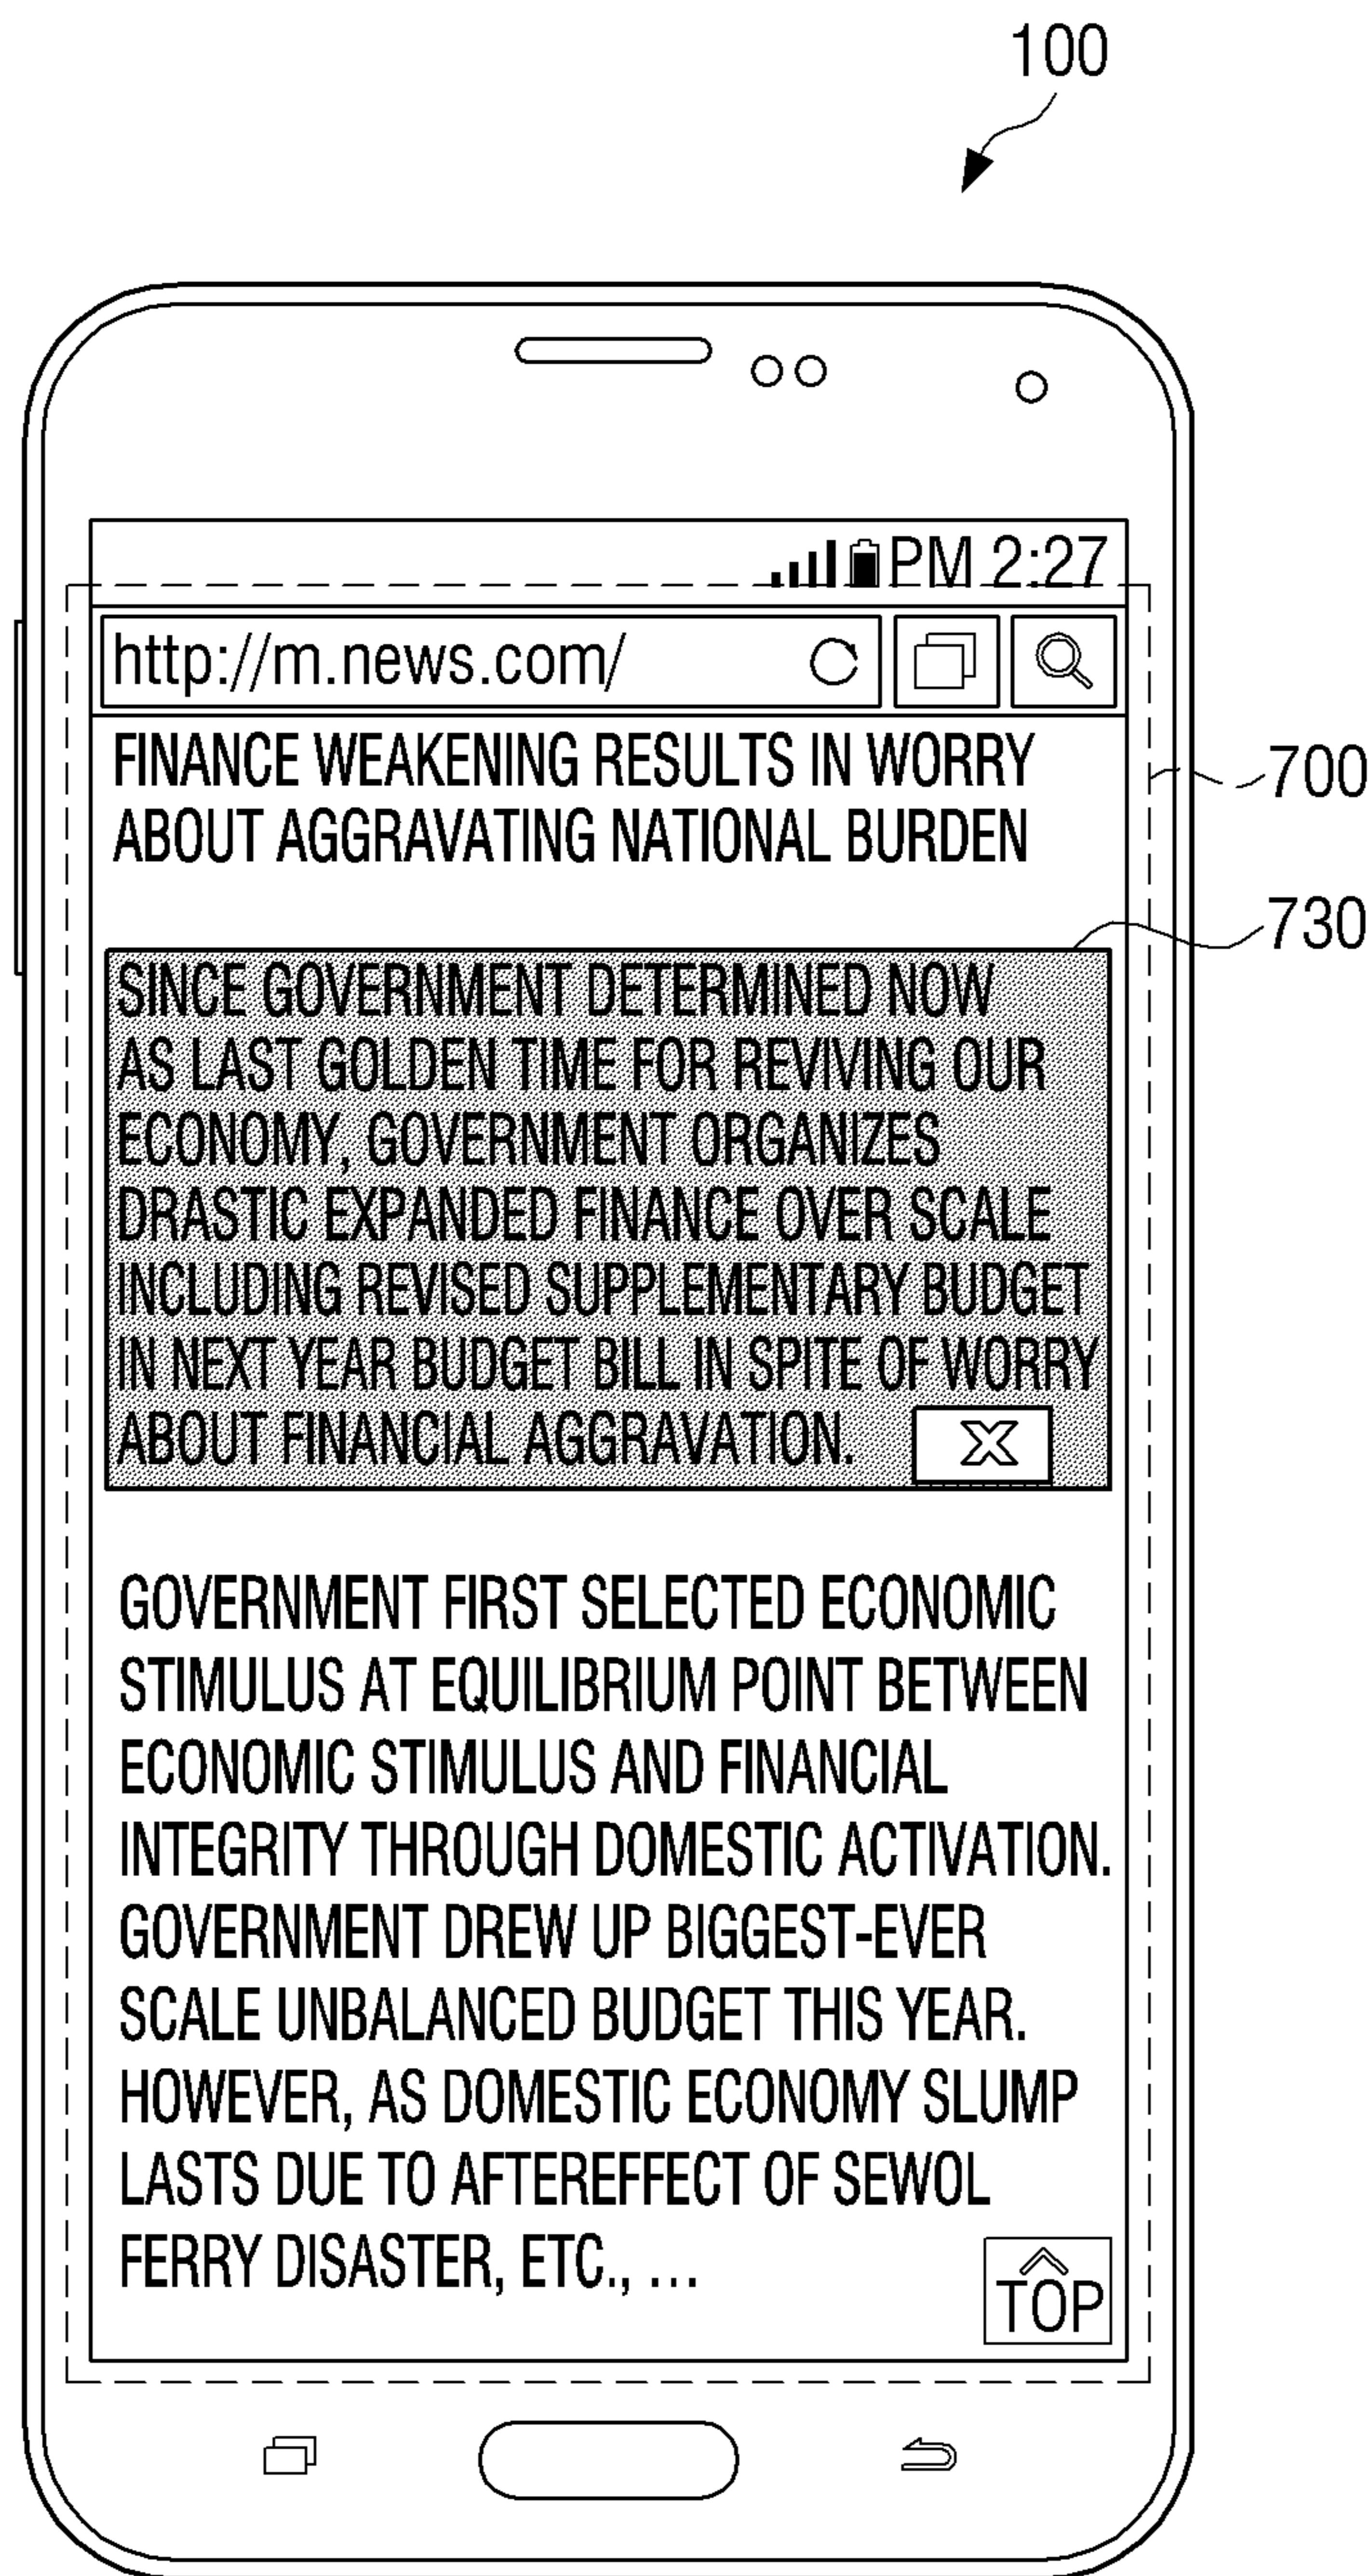 100
PM 2:27
http://m.news.com/
FINANCE WEAKENING RESULTS IN WORRY
ABOUT AGGRAVATING NATIONAL BURDEN
700
730
SINCE GOVERNMENT DETERMINED NOW
AS LAST GOLDEN TIME FOR REVIVING OUR
ECONOMY, GOVERNMENT ORGANIZES
DRASTIC EXPANDED FINANCE OVER SCALE
INCLUDING REVISED SUPPLEMENTARY BUDGET
IN NEXT YEAR BUDGET BILL IN SPITE OF WORRY
ABOUT FINANCIAL AGGRAVATION.
X
GOVERNMENT FIRST SELECTED ECONOMIC
STIMULUS AT EQUILIBRIUM POINT BETWEEN
ECONOMIC STIMULUS AND FINANCIAL
INTEGRITY THROUGH DOMESTIC ACTIVATION.
GOVERNMENT DREW UP BIGGEST-EVER
SCALE UNBALANCED BUDGET THIS YEAR.
HOWEVER, AS DOMESTIC ECONOMY SLUMP
LASTS DUE TO AFTEREFFECT OF SEWOL
FERRY DISASTER, ETC., ...
TOP